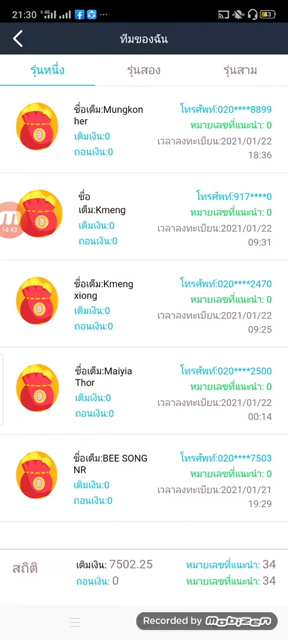 21:30
ทีมของฉัน
รุ่นหนึ่ง รุ่นสอง รุ่นสาม
ชื่อเต็ม:Mungkon her
โทรศัพท์:020****8899
เติมเงิน:0
หมายเลขที่แนะนำ: 0
ถอนเงิน:0
เวลาลงทะเบียน:2021/01/22 18:36
ชื่อเต็ม:Kmeng
โทรศัพท์:917****0
เติมเงิน:0
หมายเลขที่แนะนำ: 0
ถอนเงิน:0
เวลาลงทะเบียน:2021/01/22 09:31
14:43
ชื่อเต็ม:Kmeng xiong
โทรศัพท์:020****2470
เติมเงิน:0
หมายเลขที่แนะนำ: 0
ถอนเงิน:0
เวลาลงทะเบียน:2021/01/22 09:25
ชื่อเต็ม:Maiyia Thor
โทรศัพท์:020****2500
เติมเงิน:0
หมายเลขที่แนะนำ: 0
ถอนเงิน:0
เวลาลงทะเบียน:2021/01/22 00:14
ชื่อเต็ม:BEE SONG NR
โทรศัพท์:020****7503
เติมเงิน:0
หมายเลขที่แนะนำ: 0
ถอนเงิน:0
เวลาลงทะเบียน:2021/01/21 19:29
สถิติ
เติมเงิน: 7502.25 หมายเลขที่แนะนำ: 34
ถอนเงิน: 0 หมายเลขที่แนะนำ: 34
Recorded by mobizen